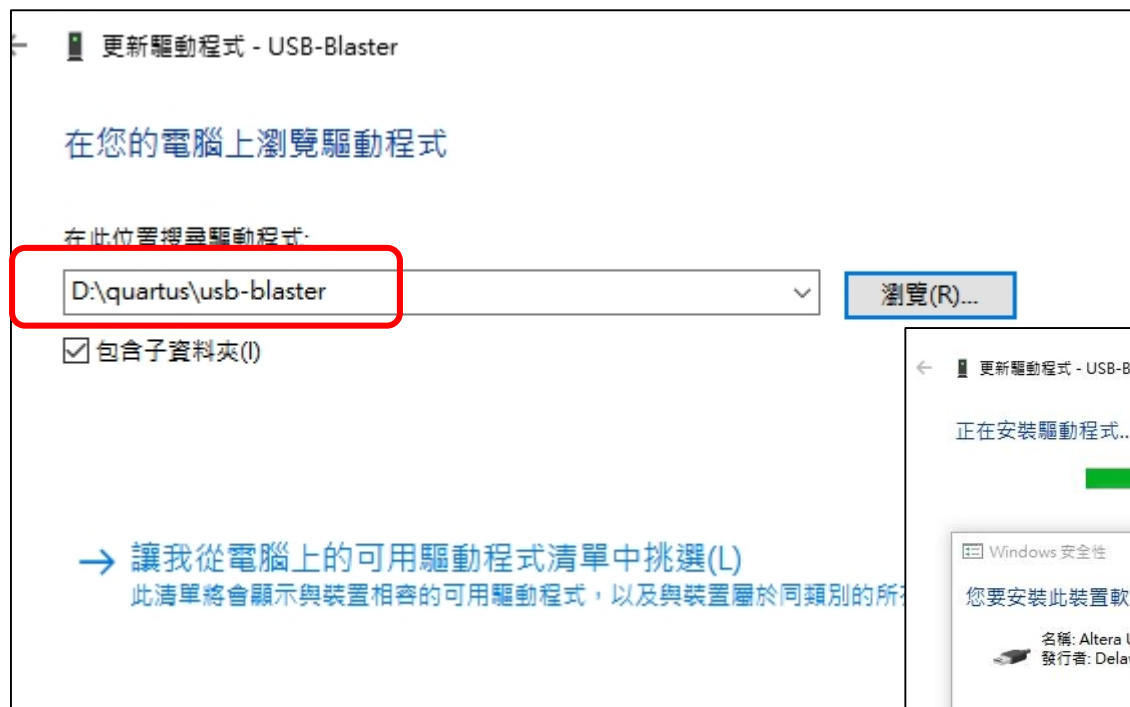 更新驅動程式 - USB-Blaster
在您的電腦上瀏覽驅動程式
在此位置搜尋驅動程式:
D:\quartus\usb-blaster
瀏覽(R)...
包含子資料夾(I)
→ 讓我從電腦上的可用驅動程式清單中挑選(L)
此清單將會顯示與裝置相容的可用驅動程式，以及與裝置屬於同類別的所
更新驅動程式 - USB-B
正在安裝驅動程式..
Windows 安全性
您要安裝此裝置軟
名稱: Altera U
發行者: Dela